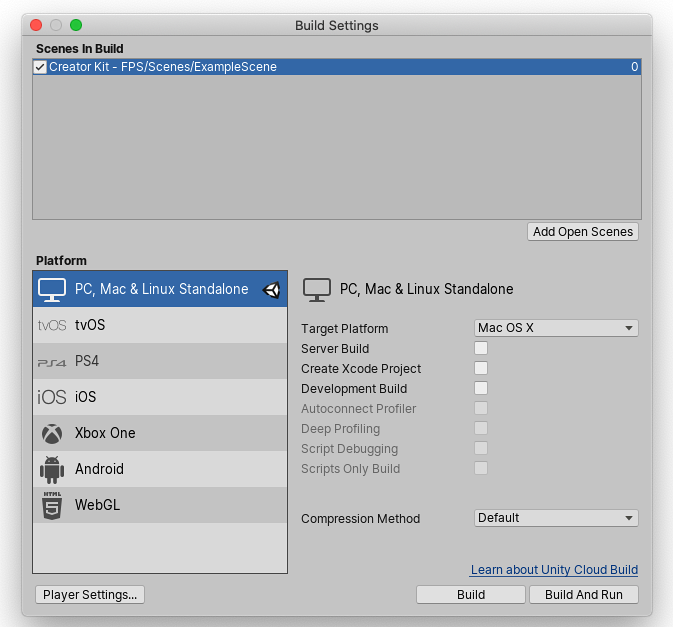 Build Settings
Scenes In Build
Creator Kit - FPS/Scenes/ExampleScene 0
Add Open Scenes
Platform
PC, Mac & Linux Standalone
tvOS tvOS
PS4 PS4
iOS iOS
Xbox One
Android
HTML 5 WebGL
PC, Mac & Linux Standalone
Target Platform Mac OS X
Server Build
Create Xcode Project
Development Build
Autoconnect Profiler
Deep Profiling
Script Debugging
Scripts Only Build
Compression Method Default
Learn about Unity Cloud Build
Player Settings... Build Build And Run